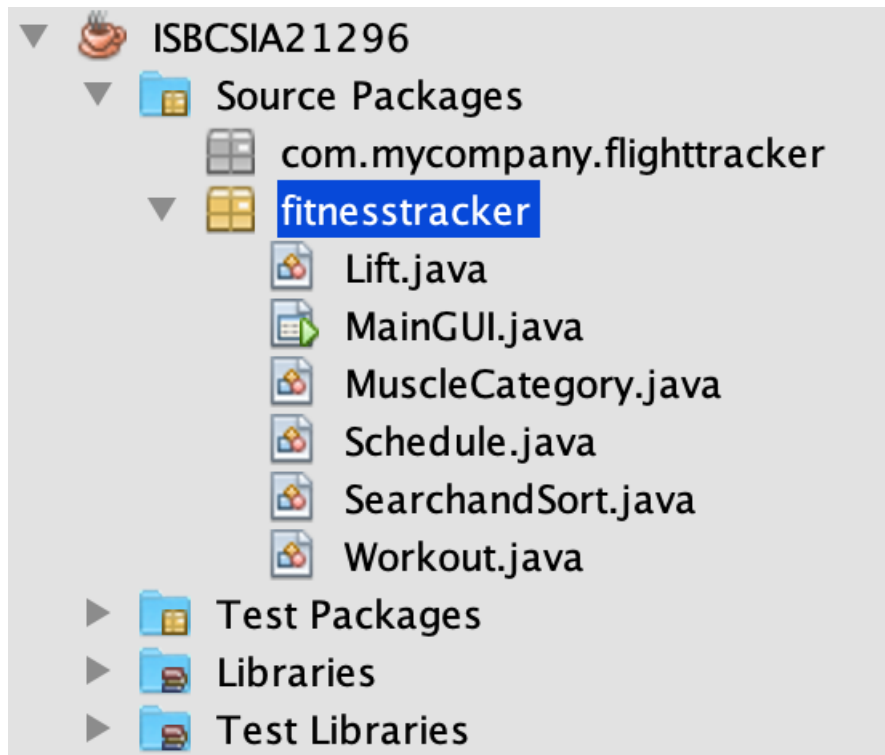 ISBCSIA21296
Source Packages
com.mycompany.flighttracker
fitnesstracker
Lift.java
MainGUI.java
MuscleCategory.java
Schedule.java
SearchandSort.java
Workout.java
Test Packages
Libraries
Test Libraries